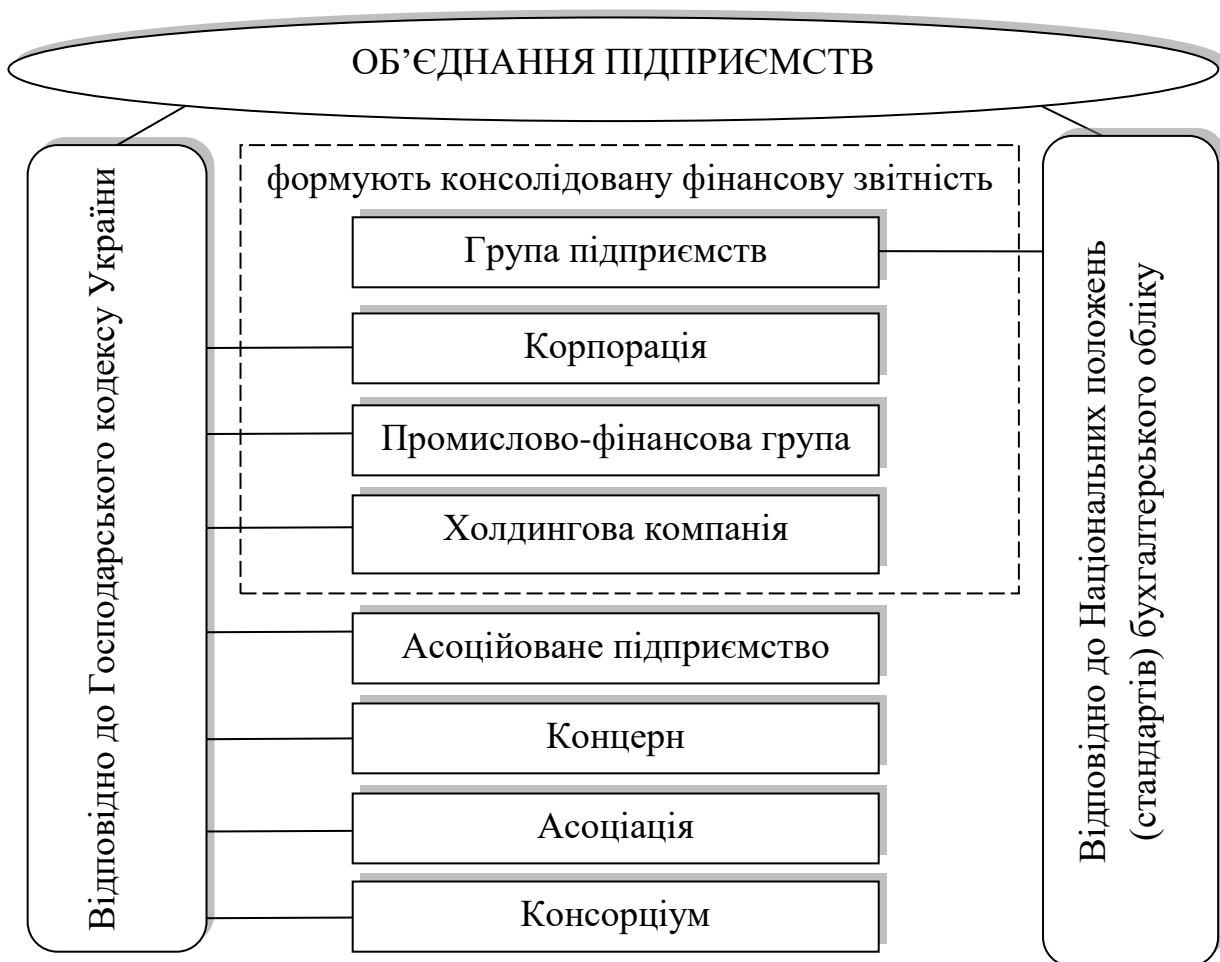 ОБ’ЄДНАННЯ ПІДПРИЄМСТВ
Відповідно до Господарського кодексу України
формують консолідовану фінансову звітність
Група підприємств
Корпорація
Промислово-фінансова група
Холдингова компанія
Асоційоване підприємство
Концерн
Асоціація
Консорціум
Відповідно до Національних положень
(стандартів) бухгалтерського обліку